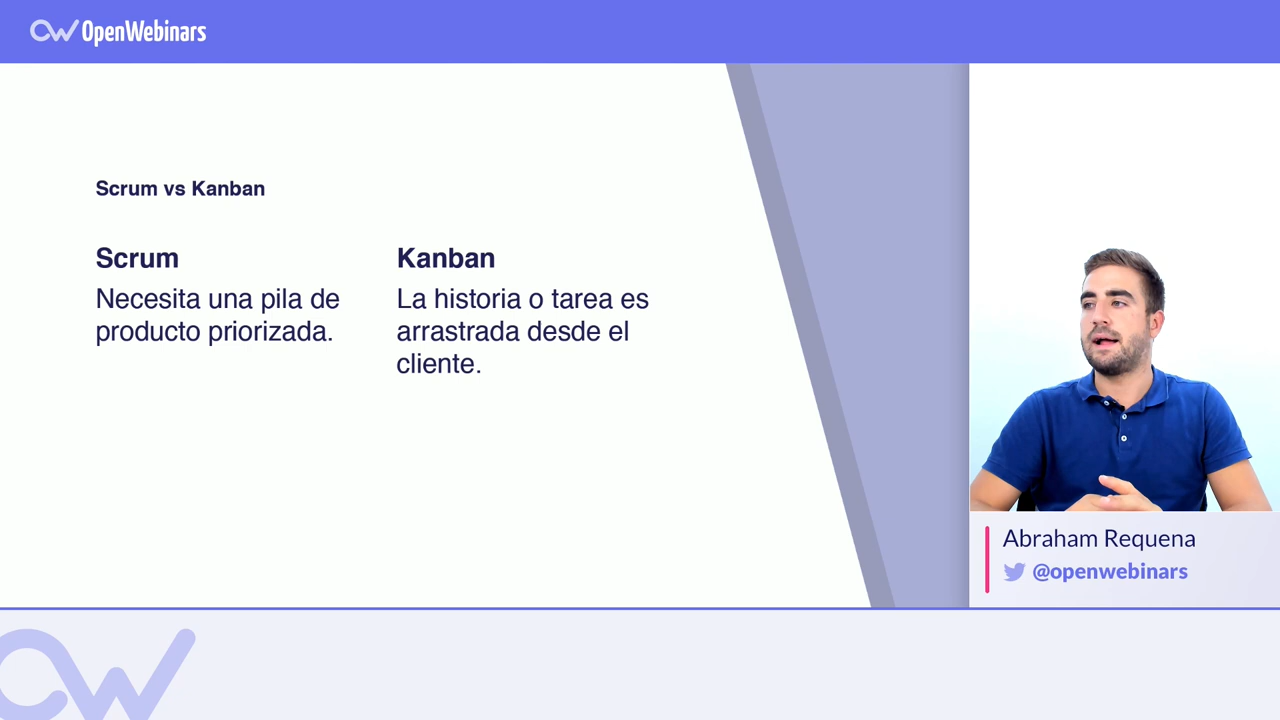 OpenWebinars
Scrum vs Kanban
Scrum
Necesita una pila de
producto priorizada.
Kanban
La historia o tarea es
arrastrada desde el
cliente.
Abraham Requena
@openwebinars